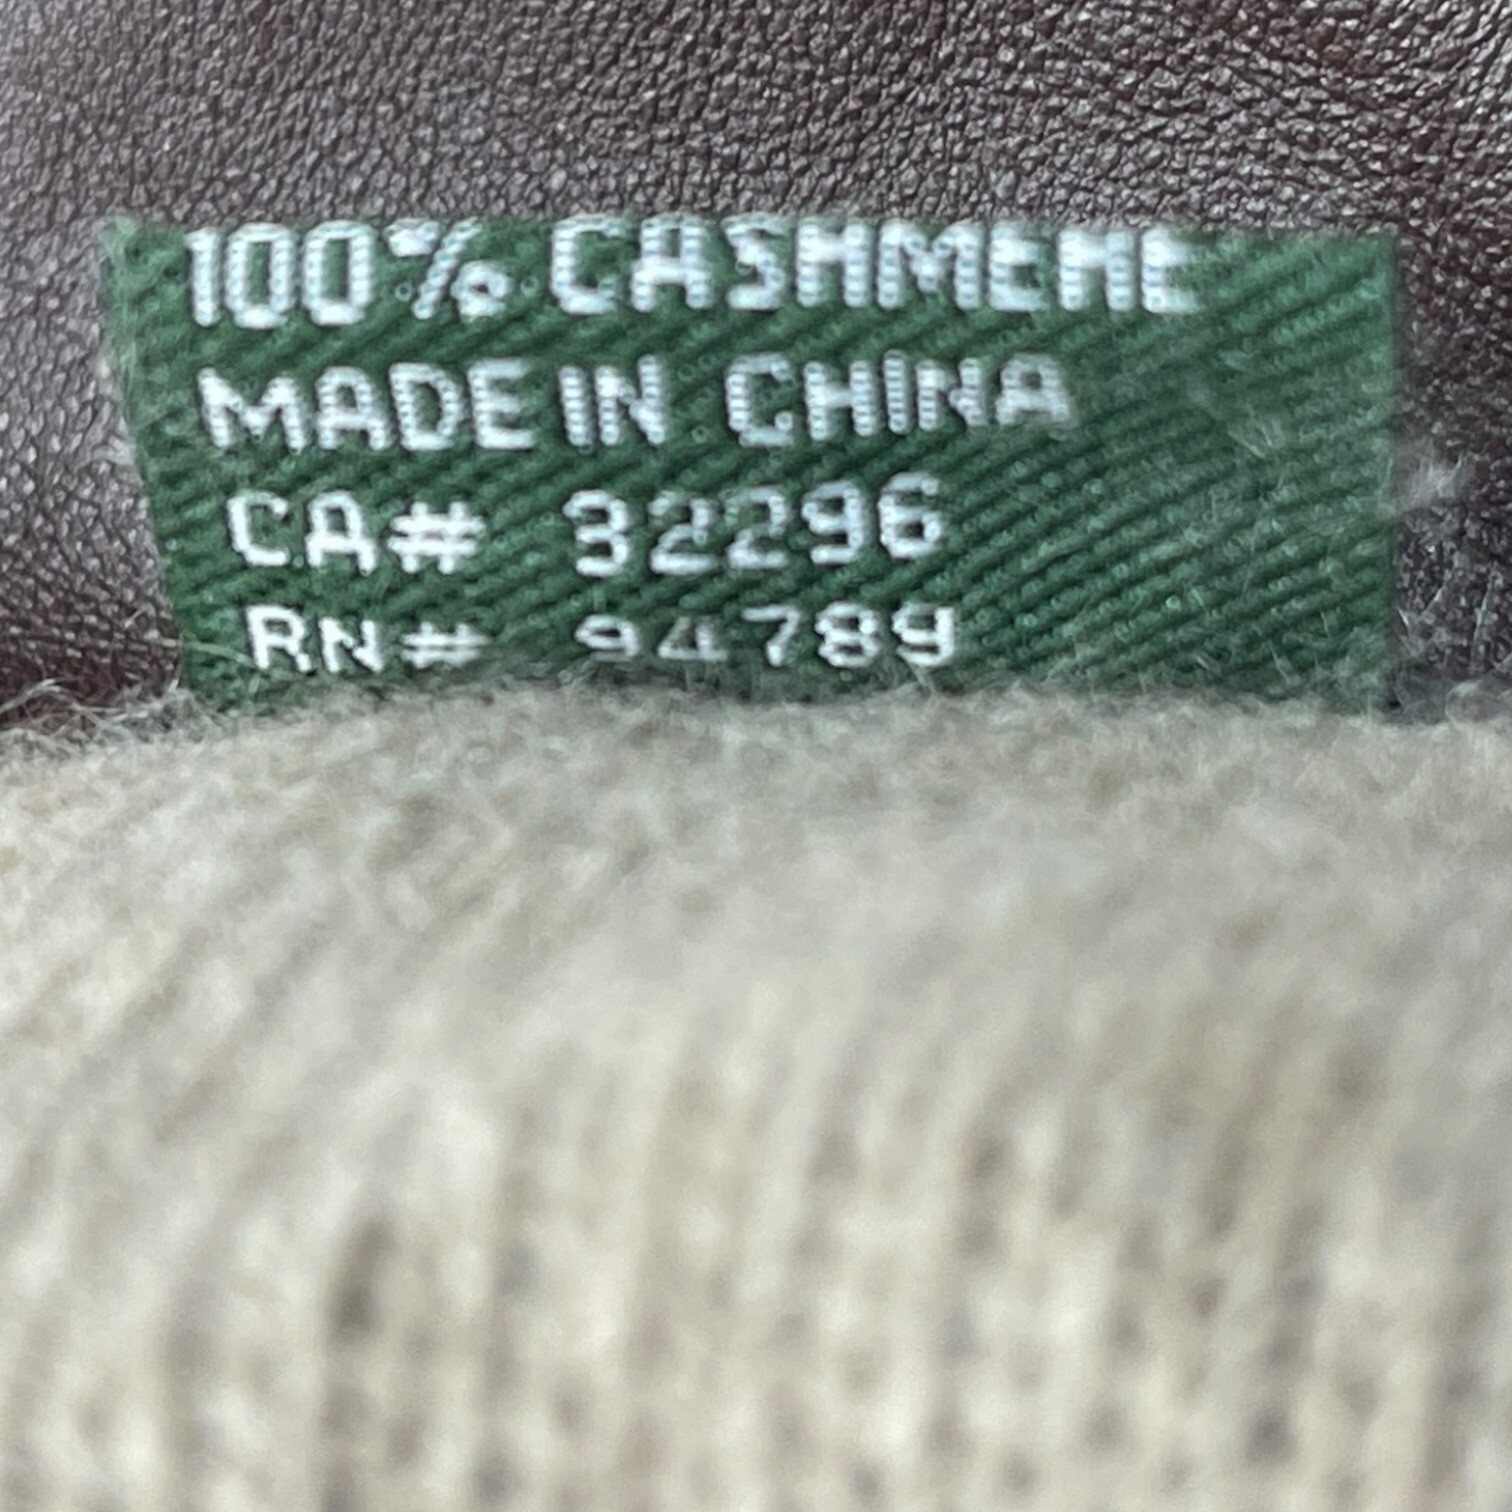 100% CASHMERE
MADE IN CHINA
CA# 32296
RN# 94789